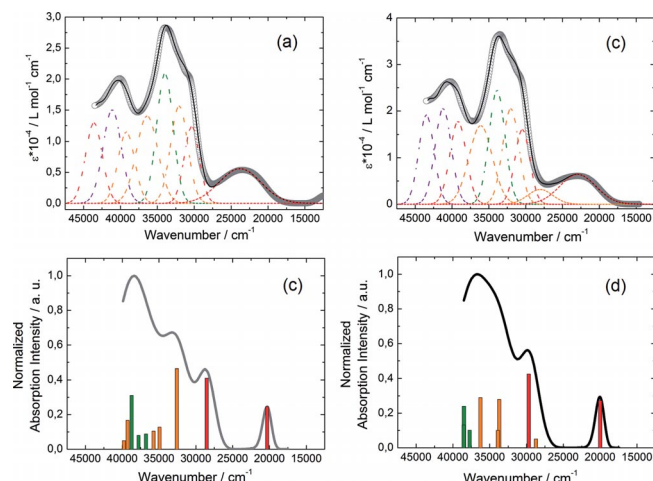 ε*10⁻⁴ / L mol⁻¹ cm⁻¹
3,0
2,5
2,0
1,5
1,0
0,5
0,0
(a)
45000 40000 35000 30000 25000 20000 15000
Wavenumber / cm⁻¹
ε*10⁻⁴ / L mol⁻¹ cm⁻¹
4
3
2
1
0
(c)
45000 40000 35000 30000 25000 20000 15000
Wavenumber / cm⁻¹
Normalized
Absorption Intensity / a. u.
1,0
0,8
0,6
0,4
0,2
0,0
(c)
45000 40000 35000 30000 25000 20000 15000
Wavenumber / cm⁻¹
Normalized
Absorption Intensity / a.u.
1,0
0,8
0,6
0,4
0,2
0,0
(d)
45000 40000 35000 30000 25000 20000 15000
Wavenumber / cm⁻¹